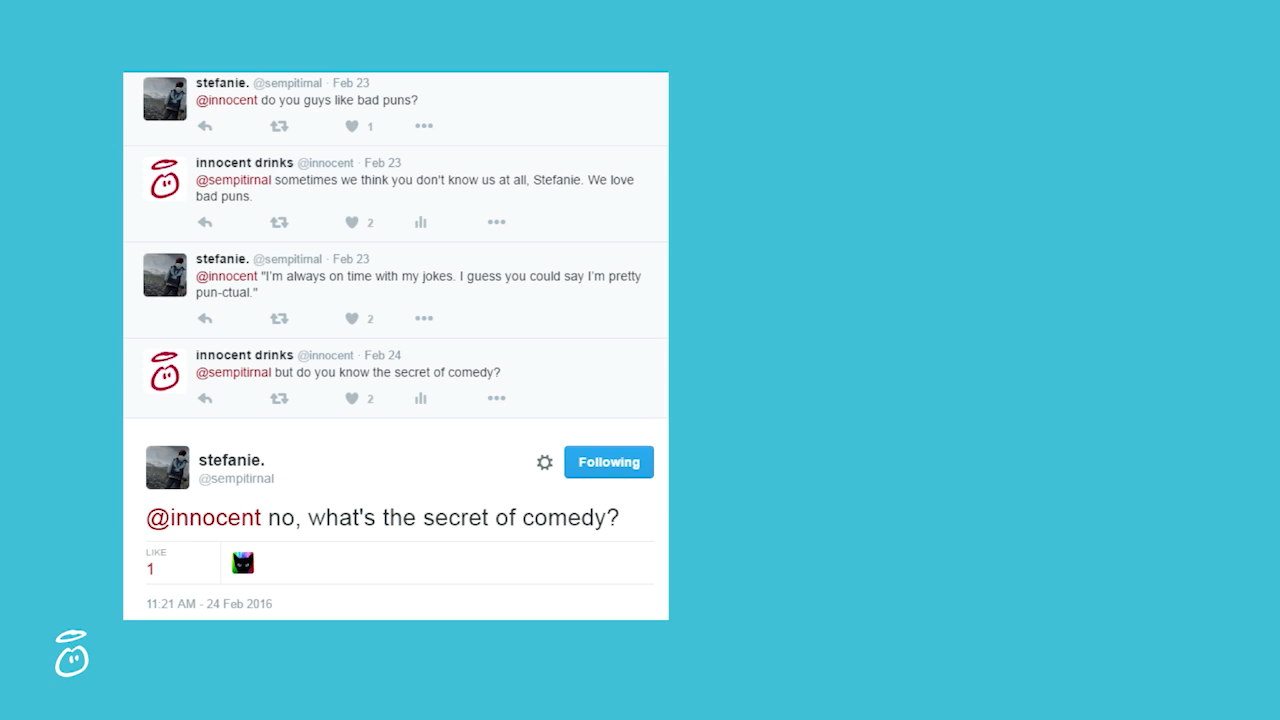 stefanie. @sempitirnal · Feb 23
@innocent do you guys like bad puns?
1
innocent drinks @innocent · Feb 23
@sempitirnal sometimes we think you don't know us at all, Stefanie. We love
bad puns.
2
stefanie. @sempitirnal · Feb 23
@innocent "I'm always on time with my jokes. I guess you could say I'm pretty
pun-ctual."
2
innocent drinks @innocent · Feb 24
@sempitirnal but do you know the secret of comedy?
2
stefanie.
@sempitirnal
Following
@innocent no, what's the secret of comedy?
LIKE
1
11:21 AM - 24 Feb 2016